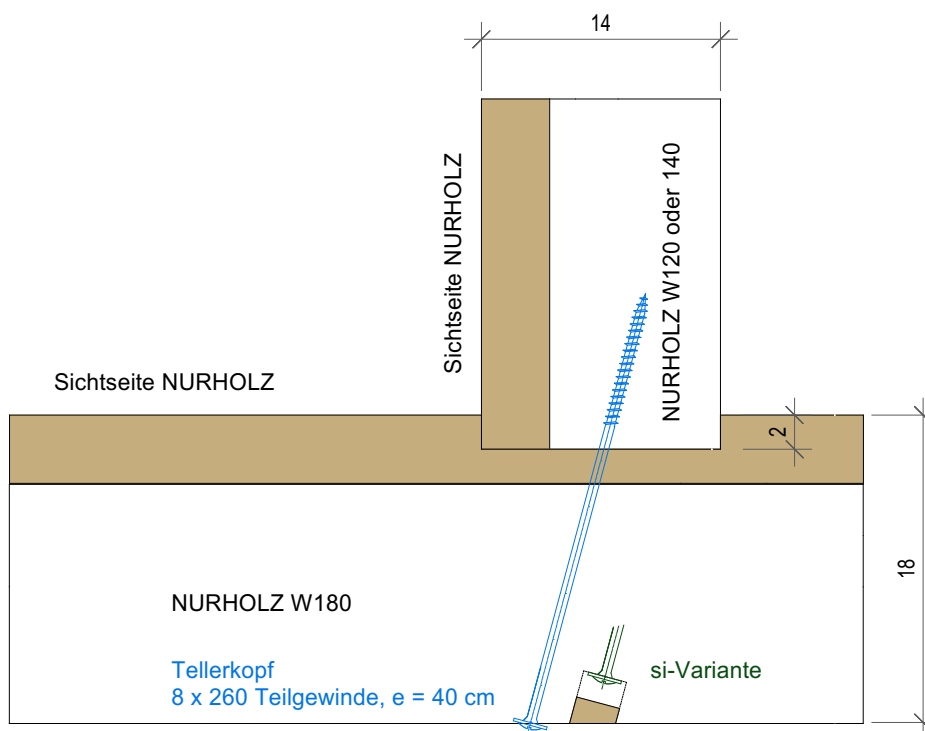 14
Sichtseite NURHOLZ
NURHOLZ W120 oder 140
Sichtseite NURHOLZ
2
18
NURHOLZ W180
Tellerkopf
8 x 260 Teilgewinde, e = 40 cm
si-Variante